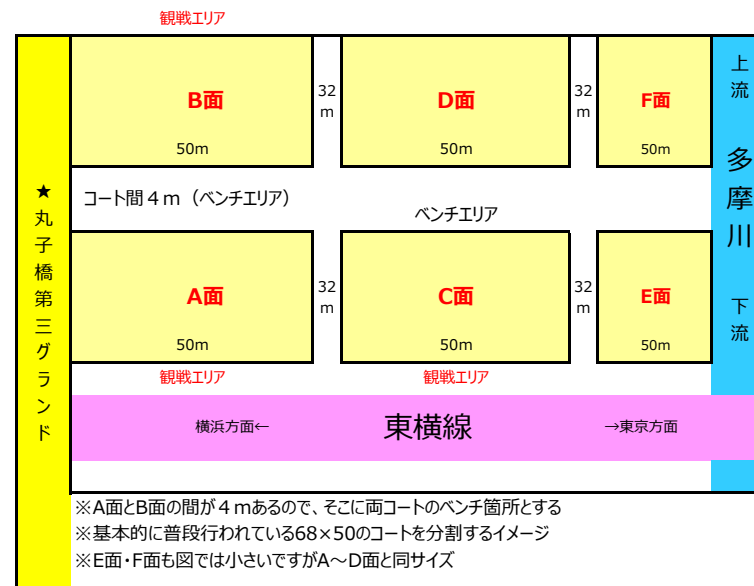 観戦エリア
B面
32
m
D面
32
m
F面
50m
50m
50m
上流
多摩川
下流
★丸子橋第三グランド
コート間４ｍ（ベンチエリア）
ベンチエリア
A面
32
m
C面
32
m
E面
50m
50m
50m
観戦エリア
観戦エリア
横浜方面←
東横線
→東京方面
※A面とB面の間が４ｍあるので、そこに両コートのベンチ箇所とする
※基本的に普段行われている68×50のコートを分割するイメージ
※E面・F面も図では小さいですがA～D面と同サイズ